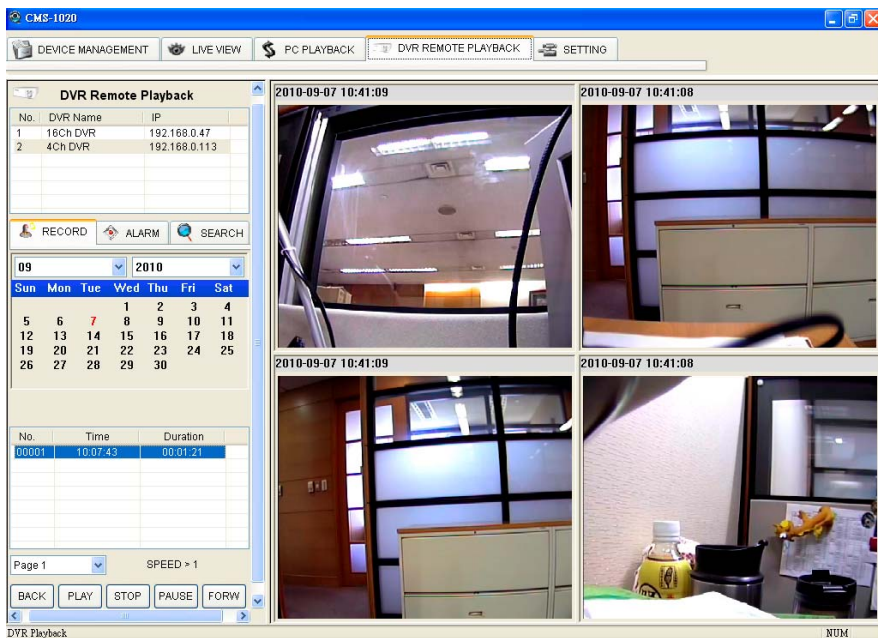 CMS-1020
DEVICE MANAGEMENT LIVE VIEW PC PLAYBACK DVR REMOTE PLAYBACK SETTING
DVR Remote Playback
No. DVR Name IP
1 16Ch DVR 192.168.0.47
2 4Ch DVR 192.168.0.113
RECORD ALARM SEARCH
09 2010
Sun Mon Tue Wed Thu Fri Sat
1 2 3 4
5 6 7 8 9 10 11
12 13 14 15 16 17 18
19 20 21 22 23 24 25
26 27 28 29 30
No. Time Duration
00001 10:07:43 00:01:21
Page 1 SPEED > 1
BACK PLAY STOP PAUSE FORW
2010-09-07 10:41:09
2010-09-07 10:41:08
2010-09-07 10:41:09
2010-09-07 10:41:08
DVR Playback NUM